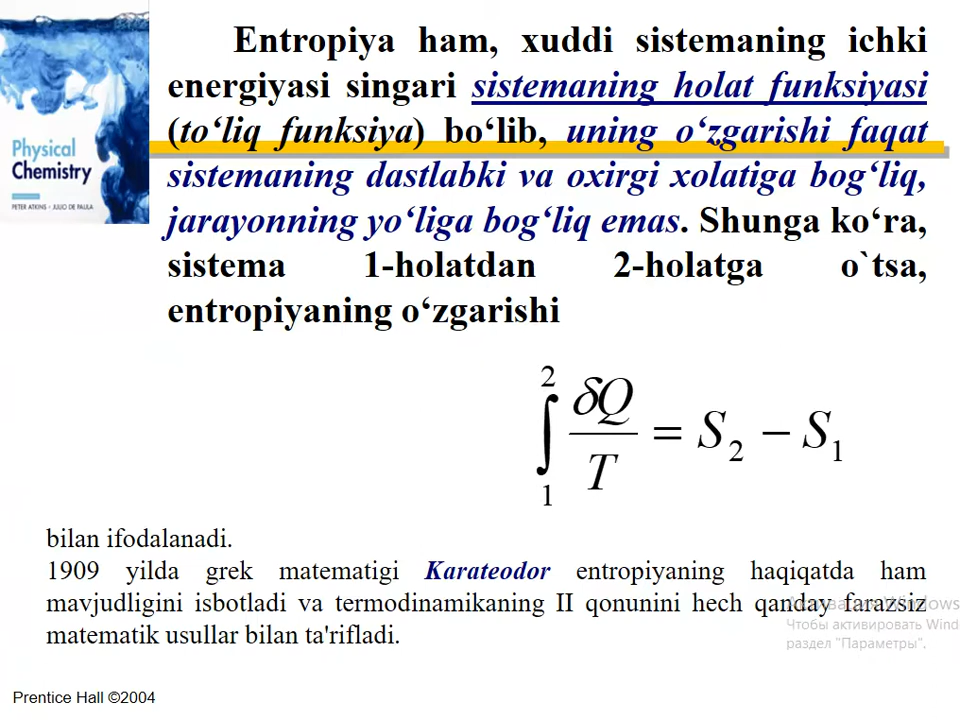 Entropiya ham, xuddi sistemaning ichki
energiyasi singari sistemaning holat funksiyasi
(to‘liq funksiya) bo‘lib, uning o‘zgarishi faqat
sistemaning dastlabki va oxirgi xolatiga bog‘liq,
jarayonning yo‘liga bog‘liq emas. Shunga ko‘ra,
sistema 1-holatdan 2-holatga o`tsa,
entropiyaning o‘zgarishi
Physical
Chemistry
PETER ATKINS • JULIO DE PAULA
∫₁² δQ/T = S₂ − S₁
bilan ifodalanadi.
1909 yilda grek matematigi Karateodor entropiyaning haqiqatda ham
mavjudligini isbotladi va termodinamikaning II qonunini hech qanday farazsiz
matematik usullar bilan ta'rifladi.
Активация Windows
Чтобы активировать Wind
раздел "Параметры".
Prentice Hall ©2004